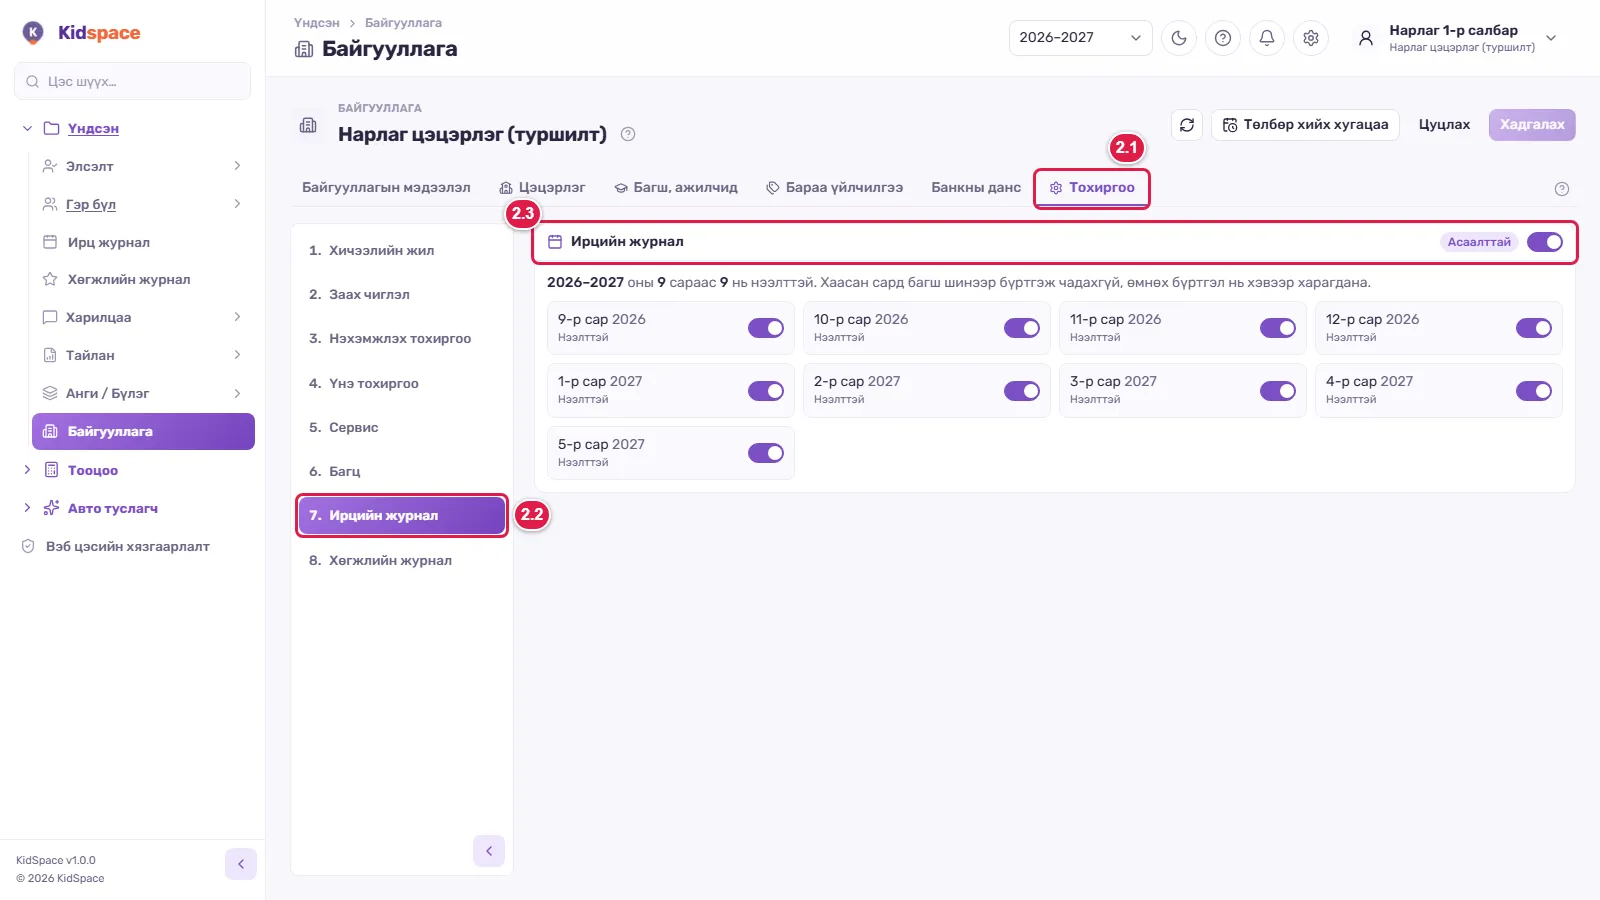 Kidspace
Цэс шүүх...
Үндсэн
Элсэлт
Гэр бүл
Ирц журнал
Хөгжлийн журнал
Харилцаа
Тайлан
Анги / Бүлэг
Байгууллага
Тооцоо
Авто туслагч
Вэб цэсийн хязгаарлалт
KidSpace v1.0.0
© 2026 KidSpace
Үндсэн > Байгууллага
Байгууллага
2026–2027
Нарлаг 1-р салбар
Нарлаг цэцэрлэг (туршилт)
БАЙГУУЛЛАГА
Нарлаг цэцэрлэг (туршилт)
Төлбөр хийх хугацаа
Цуцлах
Хадгалах
2.1
Байгууллагын мэдээлэл
Цэцэрлэг
Багш, ажилчид
Бараа үйлчилгээ
Банкны данс
Тохиргоо
2.3
1. Хичээлийн жил
2. Заах чиглэл
3. Нэхэмжлэх тохиргоо
4. Үнэ тохиргоо
5. Сервис
6. Багц
7. Ирцийн журнал
2.2
8. Хөгжлийн журнал
Ирцийн журнал
Асаалттай
2026–2027 оны 9 сараас 9 нь нээлттэй. Хаасан сард багш шинээр бүртгэж чадахгүй, өмнөх бүртгэл нь хэвээр харагдана.
9-р сар 2026
Нээлттэй
10-р сар 2026
Нээлттэй
11-р сар 2026
Нээлттэй
12-р сар 2026
Нээлттэй
1-р сар 2027
Нээлттэй
2-р сар 2027
Нээлттэй
3-р сар 2027
Нээлттэй
4-р сар 2027
Нээлттэй
5-р сар 2027
Нээлттэй